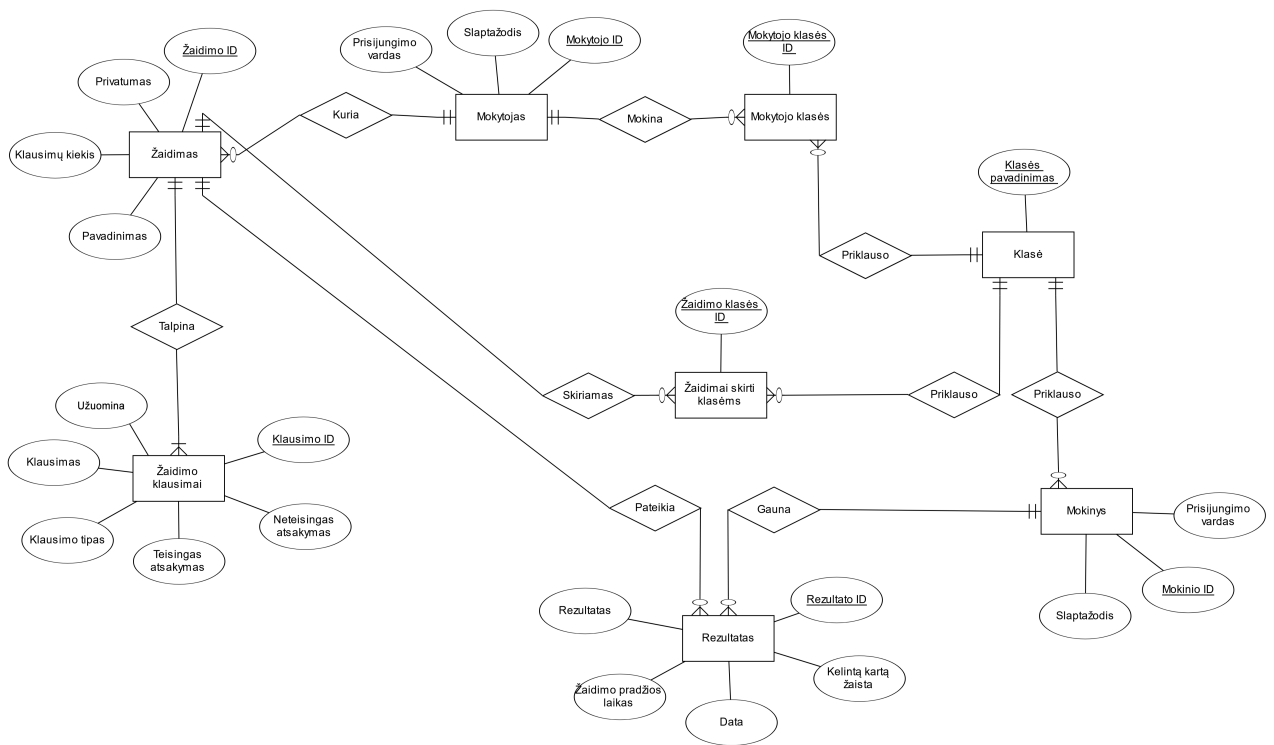 Žaidimo ID
Privatumas
Klausimų kiekis
Žaidimas
Pavadinimas
Kuria
Prisijungimo
vardas
Slaptažodis
Mokytojo ID
Mokytojas
Mokina
Mokytojo klasės
ID
Mokytojo klasės
Priklauso
Klasės
pavadinimas
Klasė
Talpina
Žaidimo klasės
ID
Skiriamas
Žaidimai skirti
klasėms
Priklauso
Priklauso
Užuomina
Klausimo ID
Klausimas
Žaidimo
klausimai
Klausimo tipas
Teisingas
atsakymas
Neteisingas
atsakymas
Pateikia
Gauna
Mokinys
Prisijungimo
vardas
Mokinio ID
Slaptažodis
Rezultatas
Rezultato ID
Rezultatas
Žaidimo pradžios
laikas
Data
Kelintą kartą
žaista